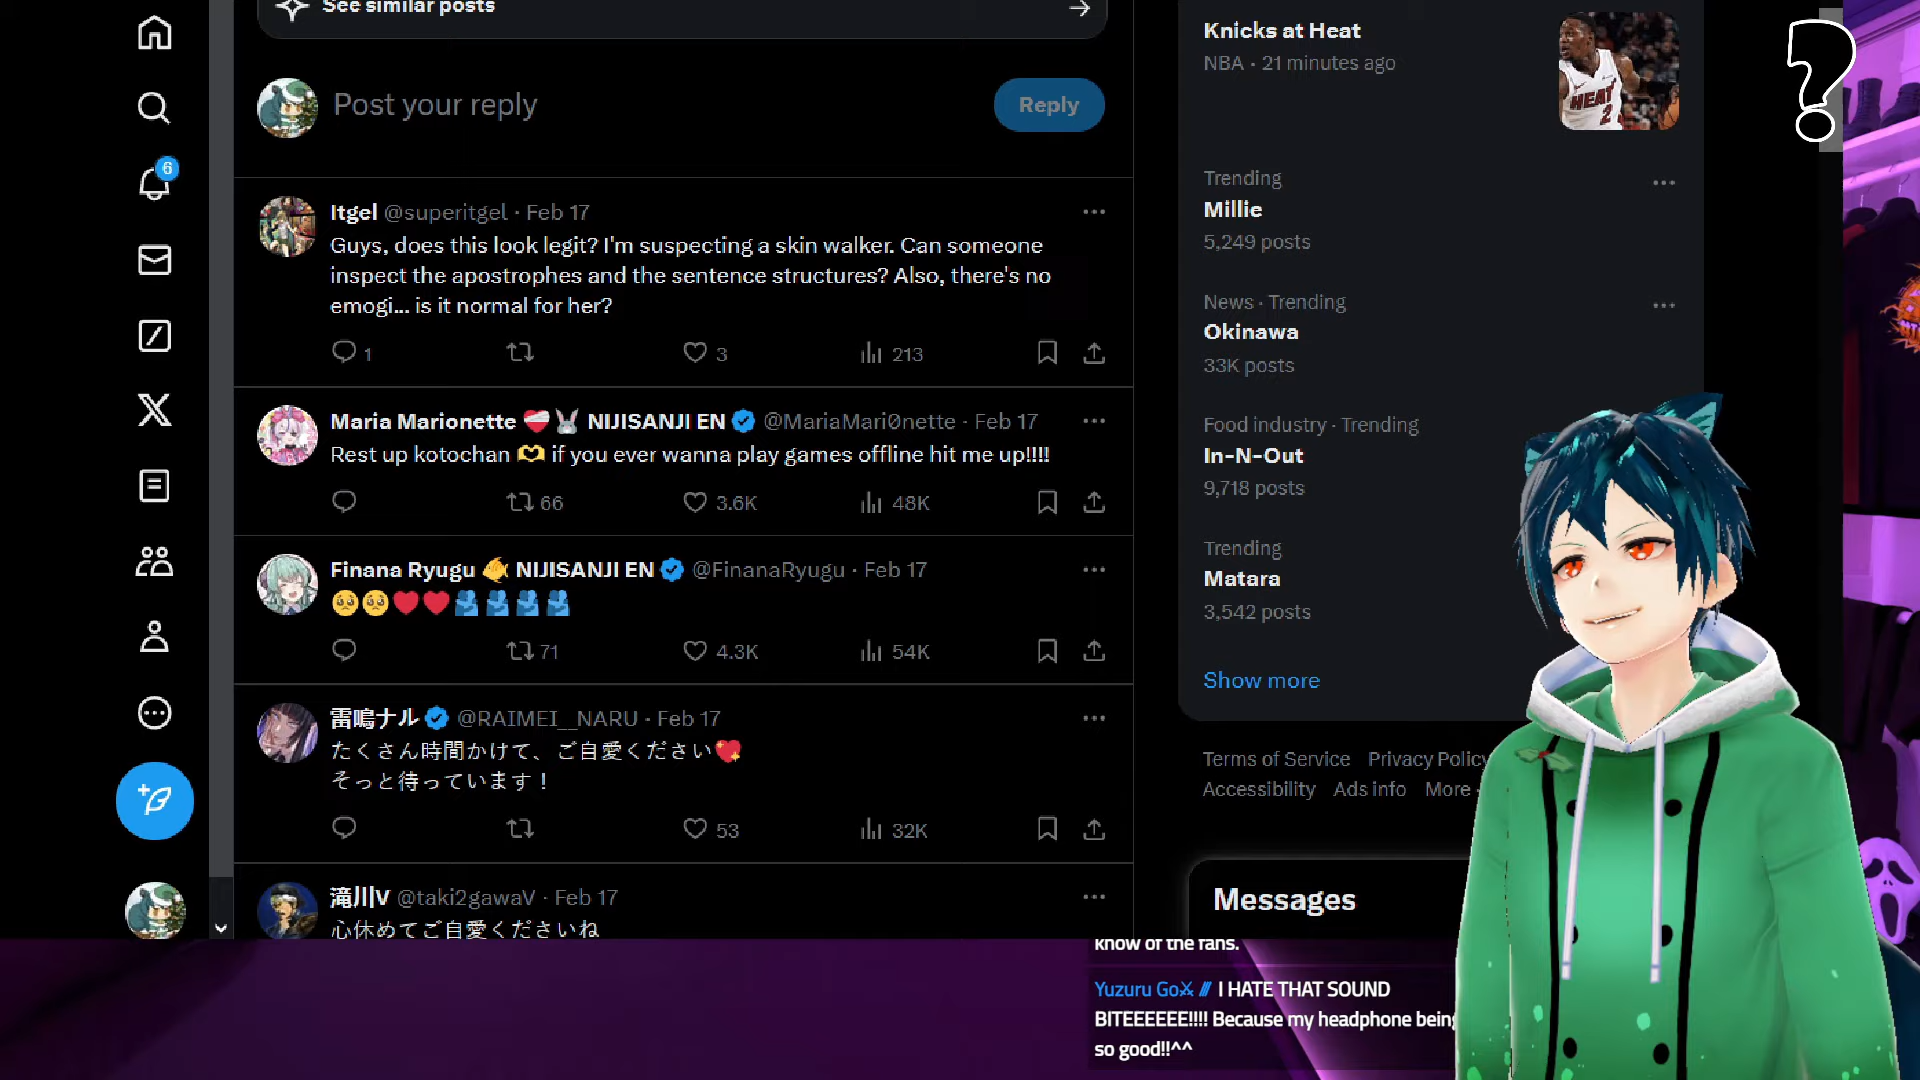 See similar posts
Post your reply
Reply
6
Itgel @superitgel · Feb 17
Guys, does this look legit? I'm suspecting a skin walker. Can someone
inspect the apostrophes and the sentence structures? Also, there's no
emogi... is it normal for her?
1 3 213
Maria Marionette ❤️‍🩹🐰 NIJISANJI EN @MariaMari0nette · Feb 17
Rest up kotochan 🫶 if you ever wanna play games offline hit me up!!!!
66 3.6K 48K
Finana Ryugu 🐠 NIJISANJI EN @FinanaRyugu · Feb 17
🥺🥺❤️❤️🫂🫂🫂🫂
71 4.3K 54K
雷鳴ナル @RAIMEI__NARU · Feb 17
たくさん時間かけて、ご自愛ください💖
そっと待っています！
53 32K
滝川V @taki2gawaV · Feb 17
心休めてご自愛くださいね
Knicks at Heat
NBA · 21 minutes ago
HEAT
2
Trending
Millie
5,249 posts
News · Trending
Okinawa
33K posts
Food industry · Trending
In-N-Out
9,718 posts
Trending
Matara
3,542 posts
Show more
Terms of Service Privacy Policy
Accessibility Ads info More
Messages
know of the fans.
Yuzuru Go⚔ /// I HATE THAT SOUND
BITEEEEEE!!!! Because my headphone being
so good!!^^
?